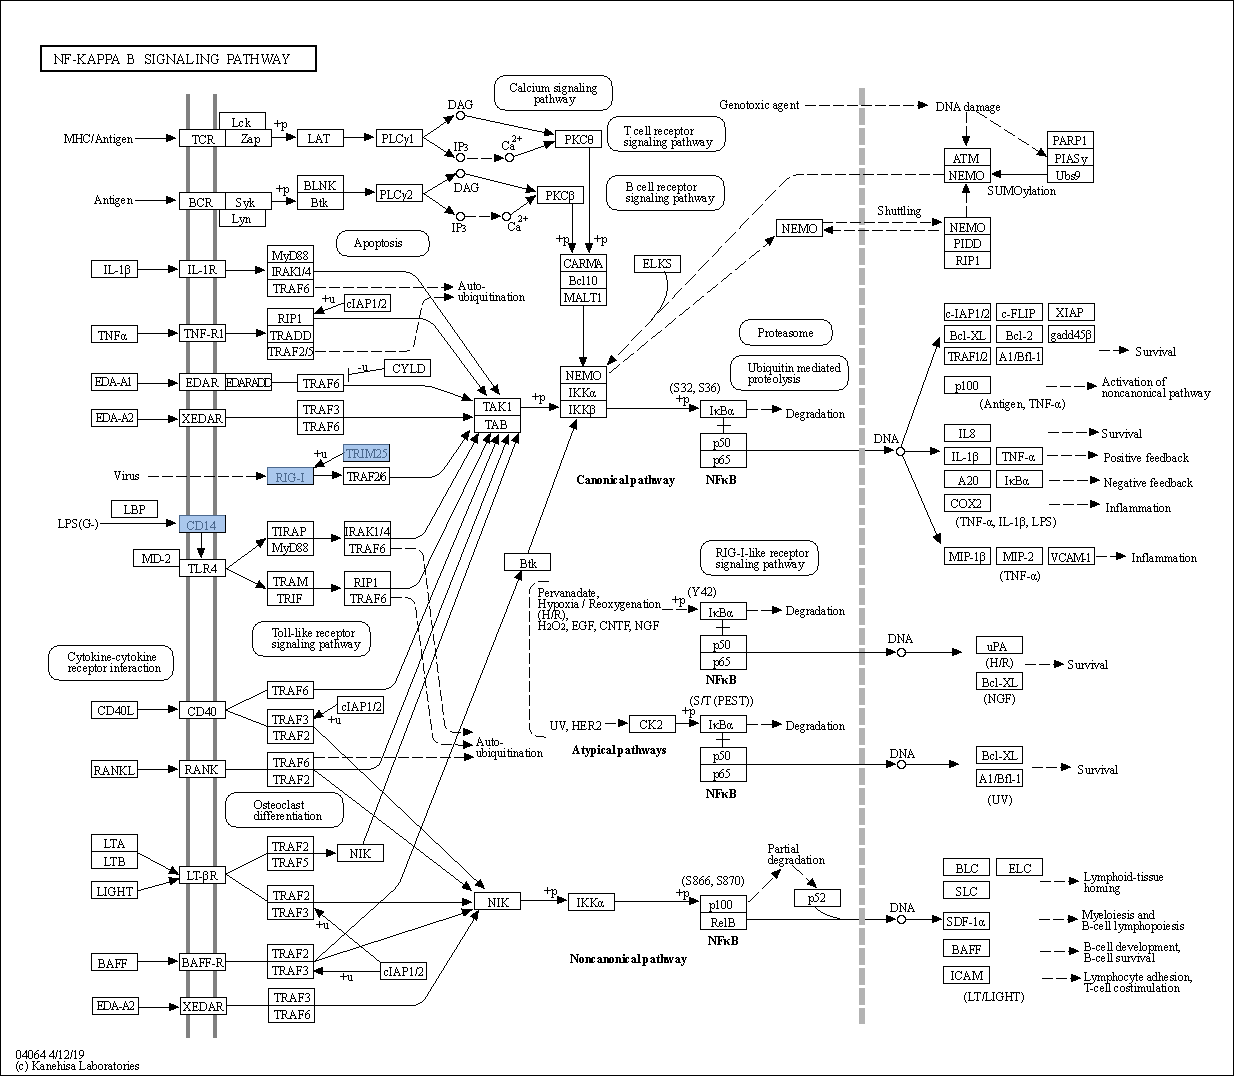 NF-KAPPA B SIGNALING PATHWAY
Calcium signaling
pathway
T cell receptor
signaling pathway
B cell receptor
signaling pathway
Genotoxic agent
DNA damage
MHC/Antigen
TCR
Lck
Zap
+p
LAT
PLCγ1
DAG
IP3
Ca2+
PKCθ
ATM
NEMO
PARP1
PIASy
Ubs9
SUMOylation
Antigen
BCR
Syk
Lyn
+p
BLNK
Btk
PLCγ2
DAG
IP3
Ca2+
PKCβ
Shuttling
NEMO
NEMO
PIDD
RIP1
Apoptosis
+p
+p
CARMA
Bcl10
MALT1
ELKS
IL-1β
IL-1R
MyD88
IRAK1/4
TRAF6
Auto-
ubiquitination
+u
cIAP1/2
TNFα
TNF-R1
RIP1
TRADD
TRAF2/5
Proteasome
Ubiquitin mediated
proteolysis
c-IAP1/2
c-FLIP
XIAP
Bcl-XL
Bcl-2
gadd45β
TRAF1/2
A1/Bfl-1
Survival
EDA-A1
EDAR
EDARADD
TRAF6
-u
CYLD
EDA-A2
XEDAR
TRAF3
TRAF6
TAK1
TAB
+p
NEMO
IKKα
IKKβ
(S32, S36)
+p
IκBα
Degradation
p50
p65
NFκB
Canonical pathway
p100
(Antigen, TNF-α)
Activation of
noncanonical pathway
DNA
IL8
Survival
IL-1β
TNF-α
Positive feedback
A20
IκBα
Negative feedback
COX2
Inflammation
(TNF-α, IL-1β, LPS)
MIP-1β
MIP-2
VCAM-1
Inflammation
(TNF-α)
Virus
RIG-I
+u
TRIM25
TRAF2/6
LPS(G-)
LBP
CD14
MD-2
TLR4
TIRAP
MyD88
IRAK1/4
TRAF6
TRAM
TRIF
RIP1
TRAF6
Btk
RIG-I-like receptor
signaling pathway
Pervanadate,
Hypoxia / Reoxygenation
(H/R),
H2O2, EGF, CNTF, NGF
+p
(Y42)
IκBα
Degradation
p50
p65
NFκB
DNA
uPA
(H/R)
Bcl-XL
(NGF)
Survival
Toll-like receptor
signaling pathway
Cytokine-cytokine
receptor interaction
CD40L
CD40
TRAF6
TRAF3
TRAF2
+u
cIAP1/2
Auto-
ubiquitination
UV, HER2
CK2
+p
(S/T (PEST))
IκBα
Degradation
Atypical pathways
p50
p65
NFκB
DNA
Bcl-XL
A1/Bfl-1
(UV)
Survival
RANKL
RANK
TRAF6
TRAF2
Osteoclast
differentiation
LTA
LTB
LIGHT
LT-βR
TRAF2
TRAF5
NIK
TRAF2
TRAF3
+u
NIK
+p
IKKα
+p
(S866, S870)
p100
RelB
NFκB
Partial
degradation
p52
DNA
BLC
ELC
SLC
Lymphoid-tissue
homing
SDF-1α
Myeloiesis and
B-cell lymphopoiesis
BAFF
B-cell development,
B-cell survival
ICAM
Lymphocyte adhesion,
T-cell costimulation
(LT/LIGHT)
Noncanonical pathway
BAFF
BAFF-R
TRAF2
TRAF3
+u
cIAP1/2
EDA-A2
XEDAR
TRAF3
TRAF6
04064 4/12/19
(c) Kanehisa Laboratories